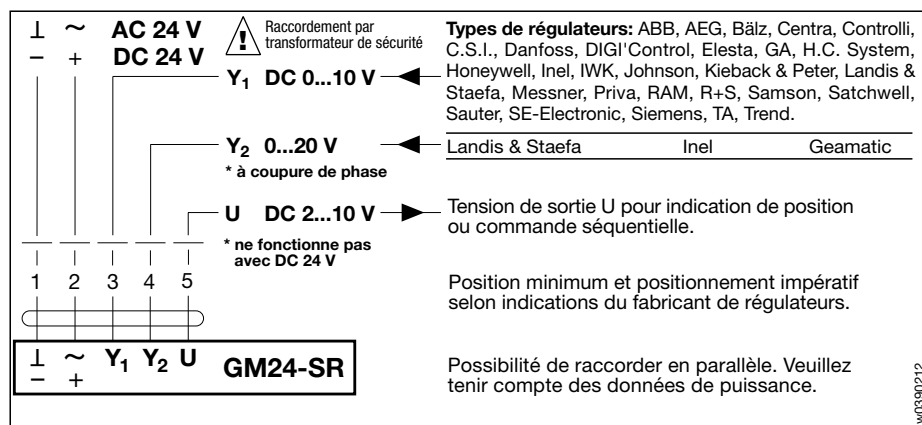 ⊥ ~ AC 24 V
– + DC 24 V
Raccordement par
transformateur de sécurité
Y1 DC 0...10 V
Types de régulateurs: ABB, AEG, Bälz, Centra, Controlli,
C.S.I., Danfoss, DIGI'Control, Elesta, GA, H.C. System,
Honeywell, Inel, IWK, Johnson, Kieback & Peter, Landis &
Staefa, Messner, Priva, RAM, R+S, Samson, Satchwell,
Sauter, SE-Electronic, Siemens, TA, Trend.
Y2 0...20 V
* à coupure de phase
Landis & Staefa Inel Geamatic
U DC 2...10 V
* ne fonctionne pas
avec DC 24 V
Tension de sortie U pour indication de position
ou commande séquentielle.
1 2 3 4 5
Position minimum et positionnement impératif
selon indications du fabricant de régulateurs.
⊥ ~ Y1 Y2 U GM24-SR
– +
Possibilité de raccorder en parallèle. Veuillez
tenir compte des données de puissance.
w0390212